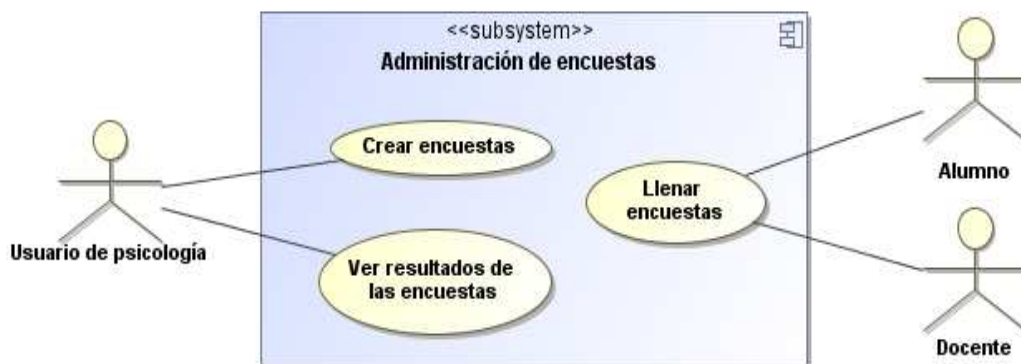 <<subsystem>>
Administración de encuestas
Crear encuestas
Llenar
encuestas
Alumno
Usuario de psicología
Ver resultados de
las encuestas
Docente